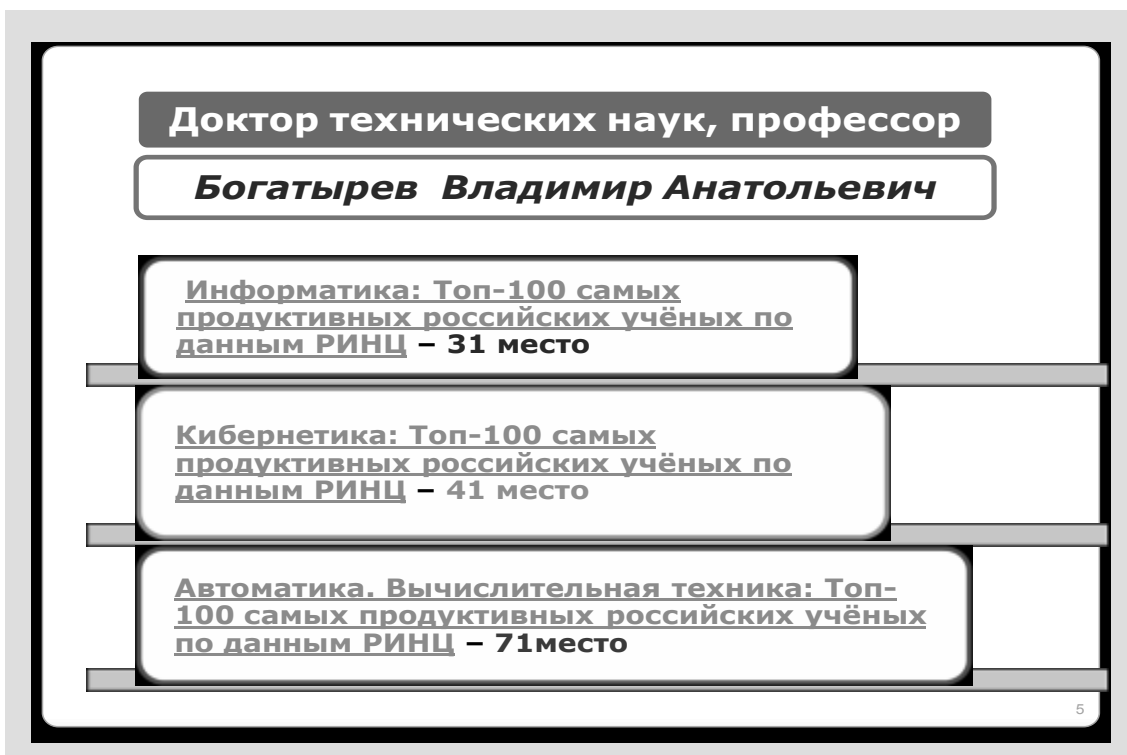 Доктор технических наук, профессор
Богатырев Владимир Анатольевич
Информатика: Топ-100 самых
продуктивных российских учёных по
данным РИНЦ – 31 место
Кибернетика: Топ-100 самых
продуктивных российских учёных по
данным РИНЦ – 41 место
Автоматика. Вычислительная техника: Топ-
100 самых продуктивных российских учёных
по данным РИНЦ – 71место
5